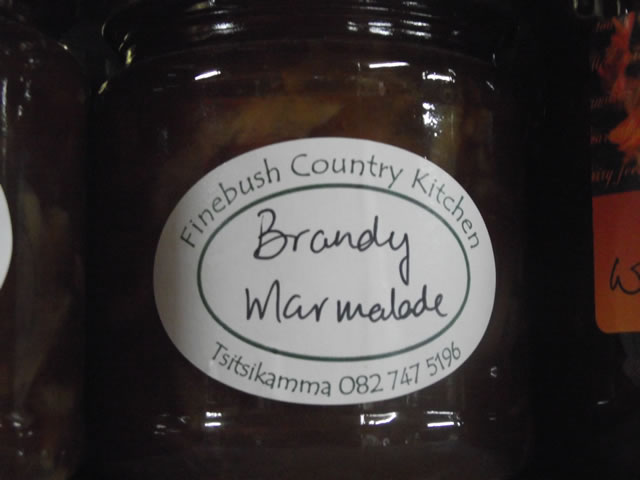 Finebush Country Kitchen
Brandy
Marmalade
Tsitsikamma 082 747 5196